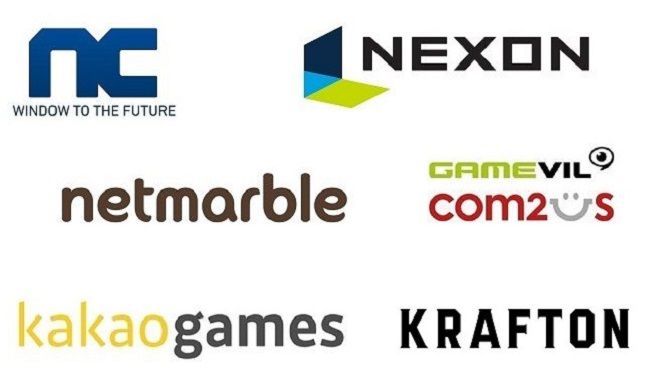 nc
WINDOW TO THE FUTURE
NEXON
netmarble
GAMEVIL
com2us
kakaogames
KRAFTON